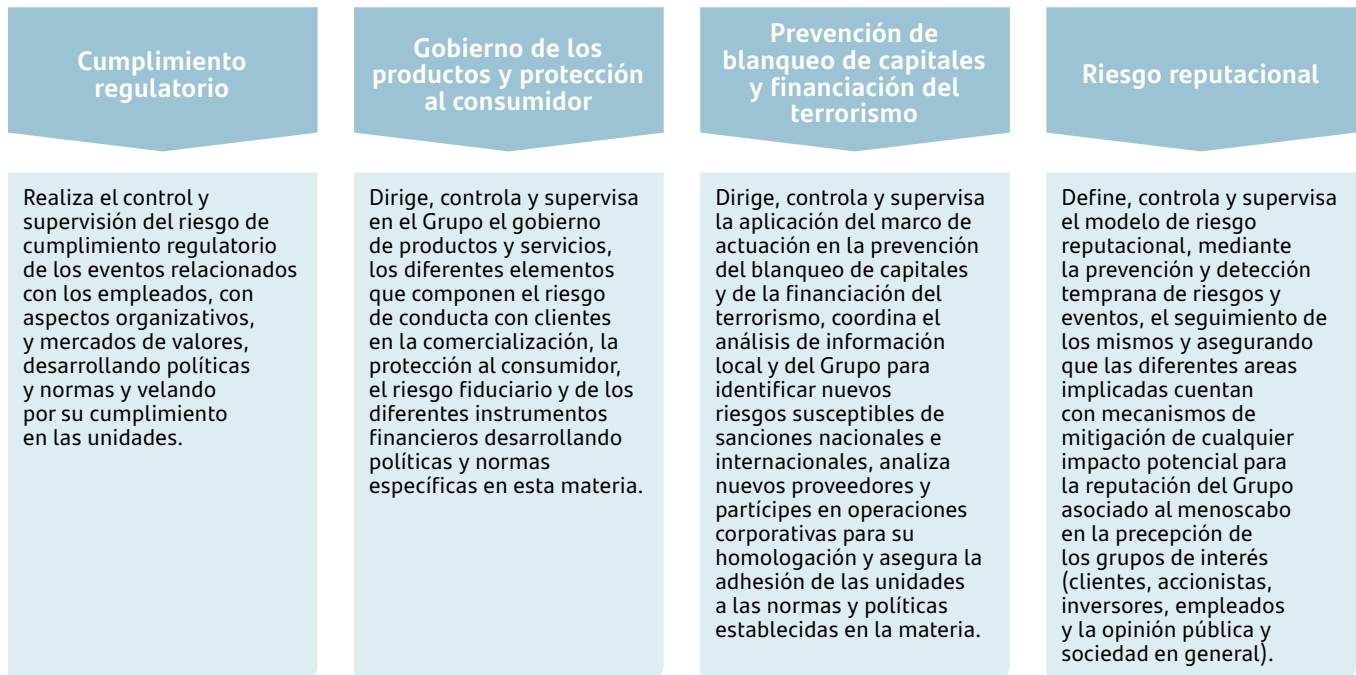 Cumplimiento
regulatorio
Realiza el control y
supervisión del riesgo de
cumplimiento regulatorio
de los eventos relacionados
con los empleados, con
aspectos organizativos,
y mercados de valores,
desarrollando políticas
y normas y velando
por su cumplimiento
en las unidades.
Gobierno de los
productos y protección
al consumidor
Dirige, controla y supervisa
en el Grupo el gobierno
de productos y servicios,
los diferentes elementos
que componen el riesgo
de conducta con clientes
en la comercialización, la
protección al consumidor,
el riesgo fiduciario y de los
diferentes instrumentos
financieros desarrollando
políticas y normas
específicas en esta materia.
Prevención de
blanqueo de capitales
y financiación del
terrorismo
Dirige, controla y supervisa
la aplicación del marco de
actuación en la prevención
del blanqueo de capitales
y de la financiación del
terrorismo, coordina el
análisis de información
local y del Grupo para
identificar nuevos
riesgos susceptibles de
sanciones nacionales e
internacionales, analiza
nuevos proveedores y
partícipes en operaciones
corporativas para su
homologación y asegura la
adhesión de las unidades
a las normas y políticas
establecidas en la materia.
Riesgo reputacional
Define, controla y supervisa
el modelo de riesgo
reputacional, mediante
la prevención y detección
temprana de riesgos y
eventos, el seguimiento de
los mismos y asegurando
que las diferentes areas
implicadas cuentan
con mecanismos de
mitigación de cualquier
impacto potencial para
la reputación del Grupo
asociado al menoscabo
en la precepción de
los grupos de interés
(clientes, accionistas,
inversores, empleados
y la opinión pública y
sociedad en general).